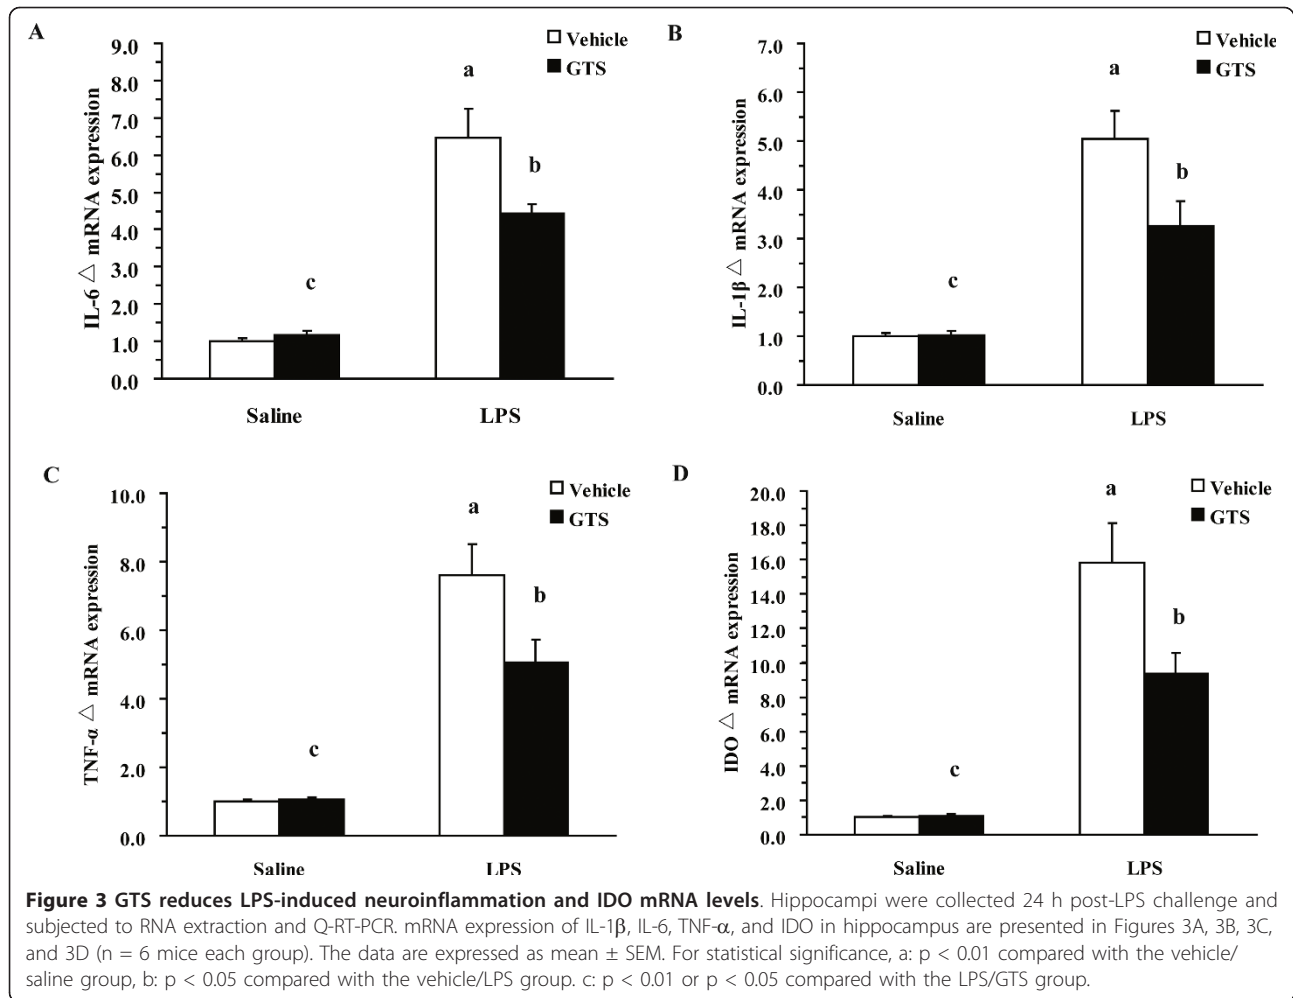 A
9.0
8.0
7.0
6.0
5.0
4.0
3.0
2.0
1.0
0.0
IL-6 △ mRNA expression
Vehicle
GTS
a
b
c
Saline
LPS
B
7.0
6.0
5.0
4.0
3.0
2.0
1.0
0.0
IL-1β △ mRNA expression
Vehicle
GTS
a
b
c
Saline
LPS
C
10.0
8.0
6.0
4.0
2.0
0.0
TNF-α △ mRNA expression
Vehicle
GTS
a
b
c
Saline
LPS
D
20.0
18.0
16.0
14.0
12.0
10.0
8.0
6.0
4.0
2.0
0.0
IDO △ mRNA expression
Vehicle
GTS
a
b
c
Saline
LPS
Figure 3 GTS reduces LPS-induced neuroinflammation and IDO mRNA levels. Hippocampi were collected 24 h post-LPS challenge and
subjected to RNA extraction and Q-RT-PCR. mRNA expression of IL-1β, IL-6, TNF-α, and IDO in hippocampus are presented in Figures 3A, 3B, 3C,
and 3D (n = 6 mice each group). The data are expressed as mean ± SEM. For statistical significance, a: p < 0.01 compared with the vehicle/
saline group, b: p < 0.05 compared with the vehicle/LPS group. c: p < 0.01 or p < 0.05 compared with the LPS/GTS group.